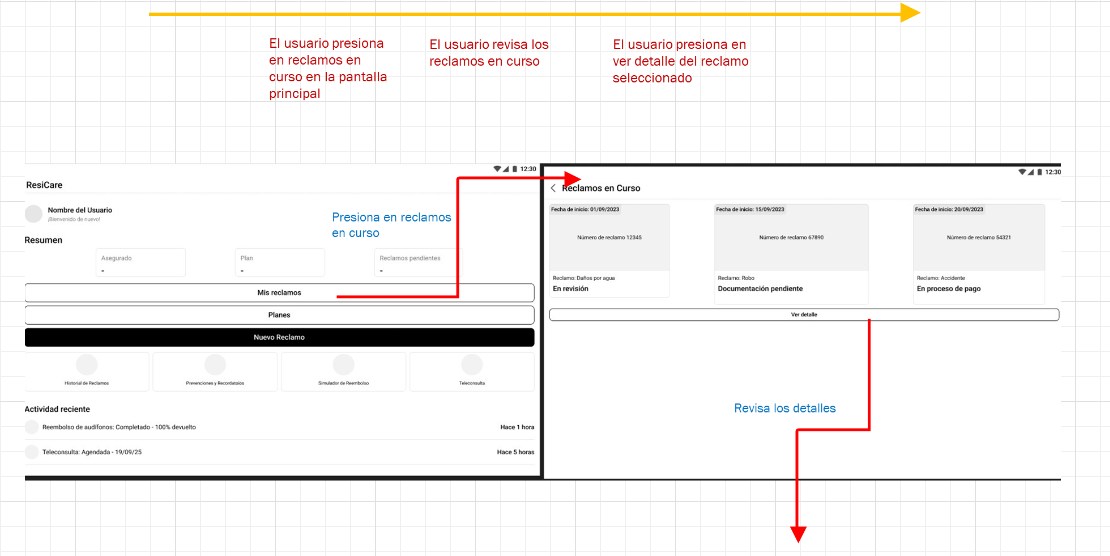 El usuario presiona
en reclamos en
curso en la pantalla
principal
El usuario revisa los
reclamos en curso
El usuario presiona en
ver detalle del reclamo
seleccionado
12:30
ResiCare
Nombre del Usuario
¡Bienvenido de nuevo!
Presiona en reclamos
en curso
Resumen
Asegurado
-
Plan
-
Reclamos pendientes
-
Mis reclamos
Planes
Nuevo Reclamo
Historial de Reclamos
Prevenciones y Recordatorios
Simulador de Reembolso
Teleconsulta
Actividad reciente
Reembolso de audífonos: Completado - 100% devuelto
Hace 1 hora
Teleconsulta: Agendada - 19/09/25
Hace 5 horas
12:30
Reclamos en Curso
Fecha de inicio: 01/09/2023
Número de reclamo 12345
Reclamo: Daños por agua
En revisión
Fecha de inicio: 15/09/2023
Número de reclamo 67890
Reclamo: Robo
Documentación pendiente
Fecha de inicio: 20/09/2023
Número de reclamo 54321
Reclamo: Accidente
En proceso de pago
Ver detalle
Revisa los detalles